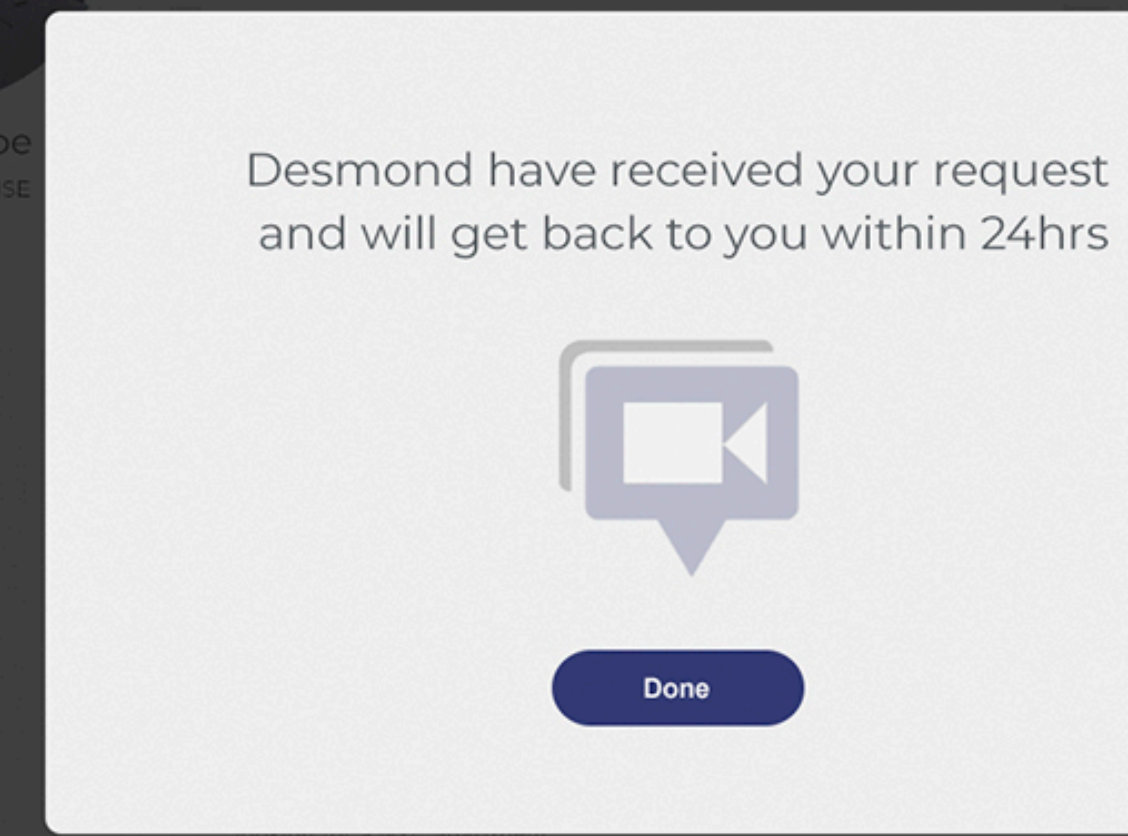 Desmond have received your request
and will get back to you within 24hrs
Done